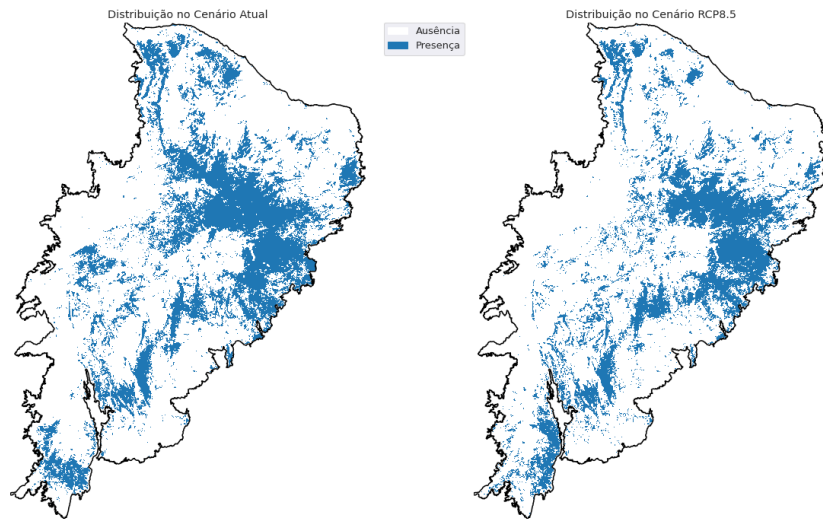 Distribuição no Cenário Atual
Ausência
Presença
Distribuição no Cenário RCP8.5